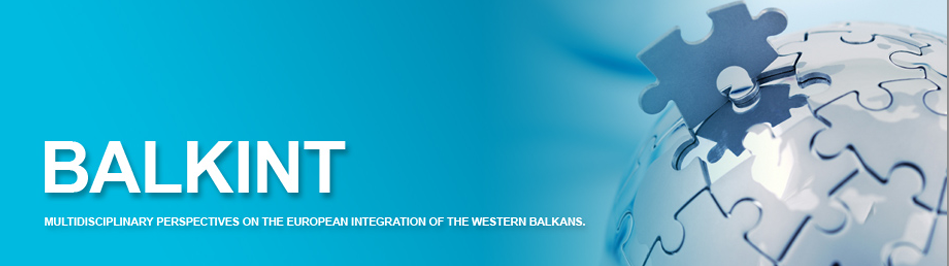 BALKINT
MULTIDISCIPLINARY PERSPECTIVES ON THE EUROPEAN INTEGRATION OF THE WESTERN BALKANS.